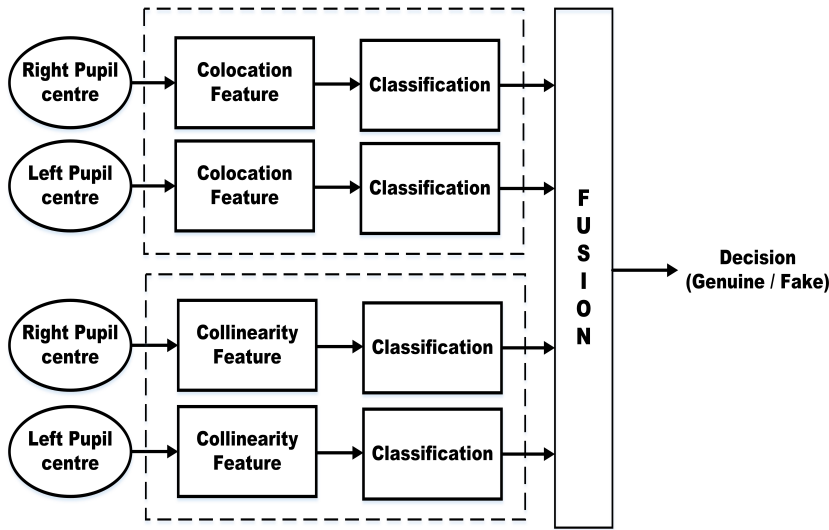 Right Pupil
centre
Colocation
Feature
Classification
Left Pupil
centre
Colocation
Feature
Classification
FUSION
Decision
(Genuine / Fake)
Right Pupil
centre
Collinearity
Feature
Classification
Left Pupil
centre
Collinearity
Feature
Classification